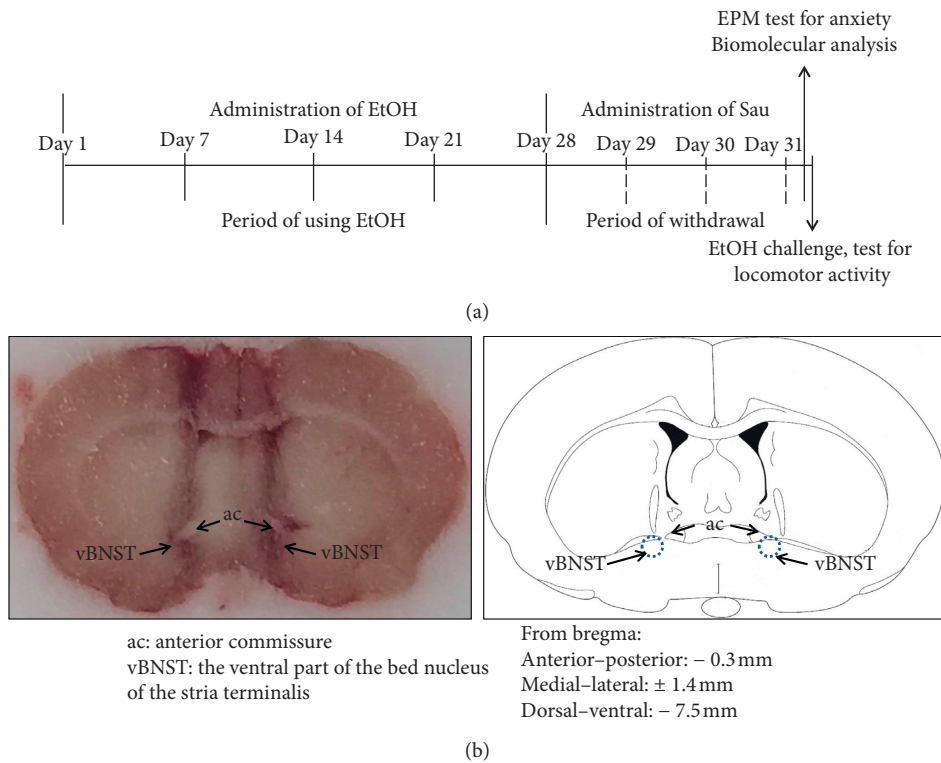 EPM test for anxiety
Biomolecular analysis
Administration of EtOH
Administration of Sau
Day 1
Day 7
Day 14
Day 21
Day 28
Day 29
Day 30
Day 31
Period of using EtOH
Period of withdrawal
EtOH challenge, test for
locomotor activity
(a)
ac
vBNST
vBNST
ac
vBNST
vBNST
ac: anterior commissure
vBNST: the ventral part of the bed nucleus
of the stria terminalis
From bregma:
Anterior–posterior: – 0.3 mm
Medial–lateral: ± 1.4 mm
Dorsal–ventral: – 7.5 mm
(b)